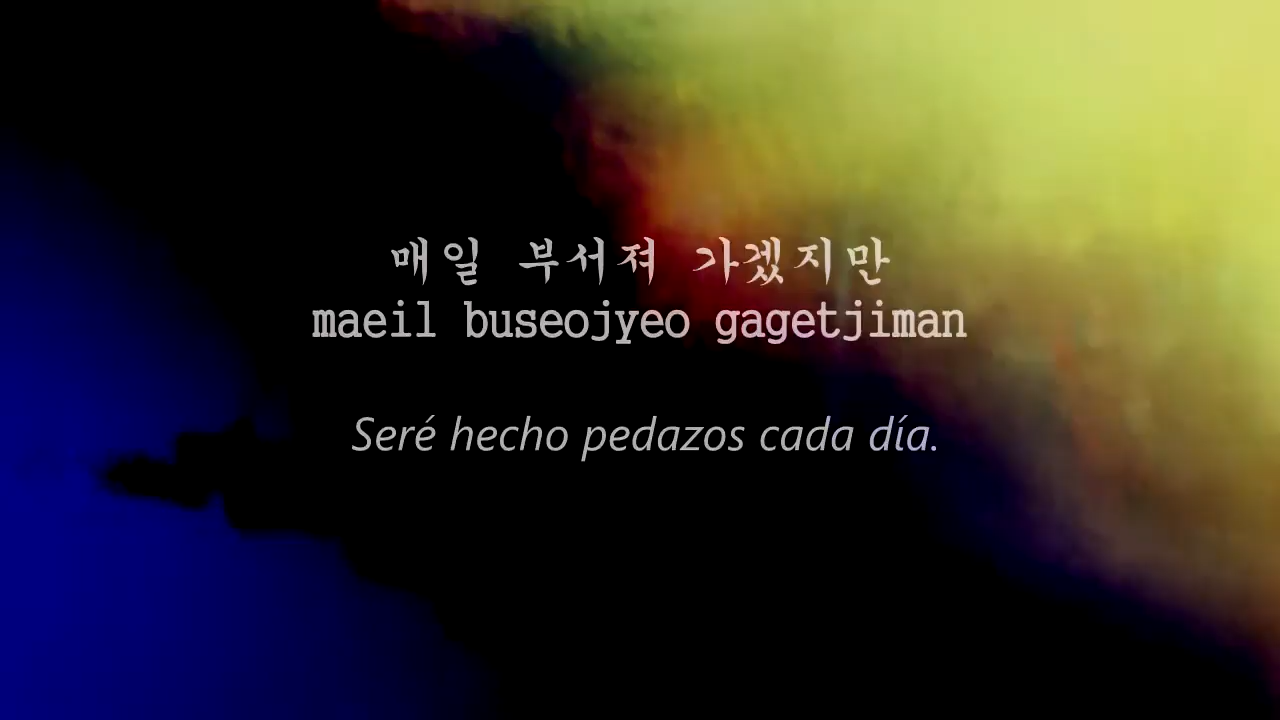 매일 부서져 가겠지만
maeil buseojyeo gagetjiman
Seré hecho pedazos cada día.